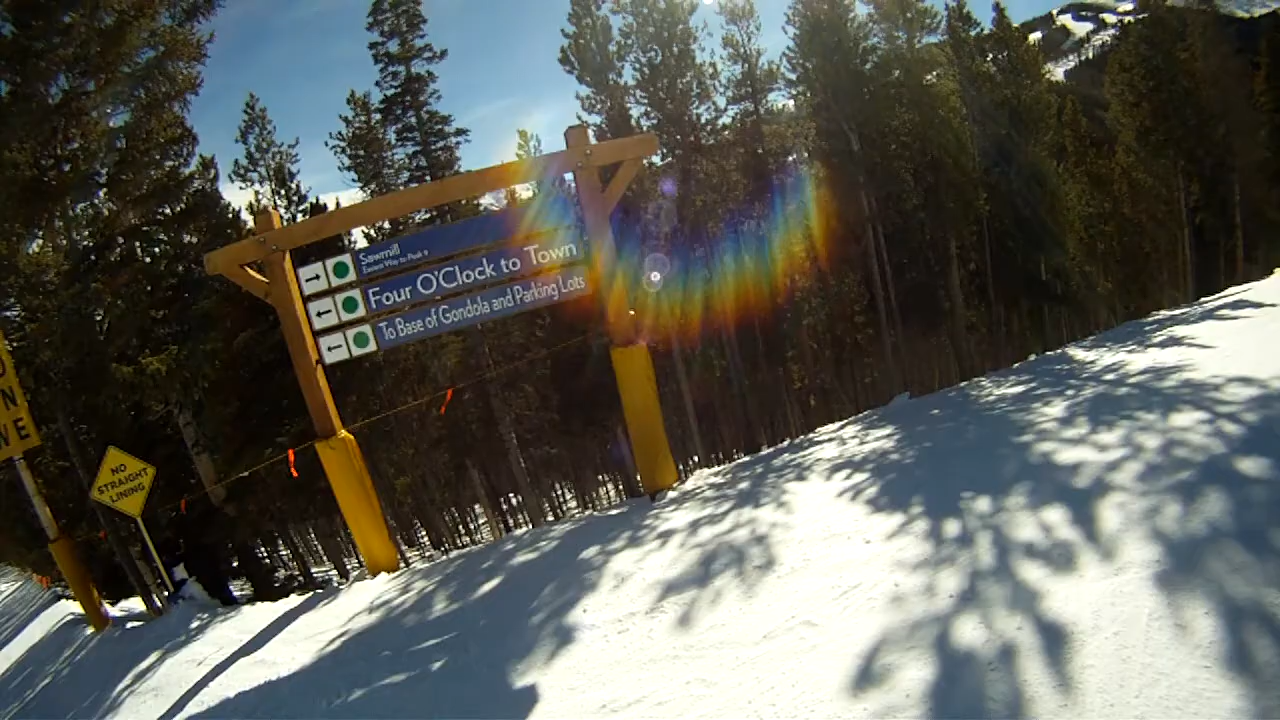 Sawmill
Easiest Way to Peak 9
Four O'Clock to Town
To Base of Gondola and Parking Lots
NO
STRAIGHT
LINING